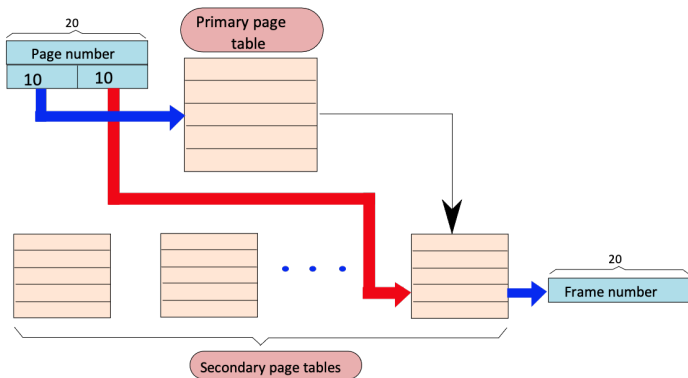 20
Page number
10 10
Primary page
table
20
Frame number
Secondary page tables